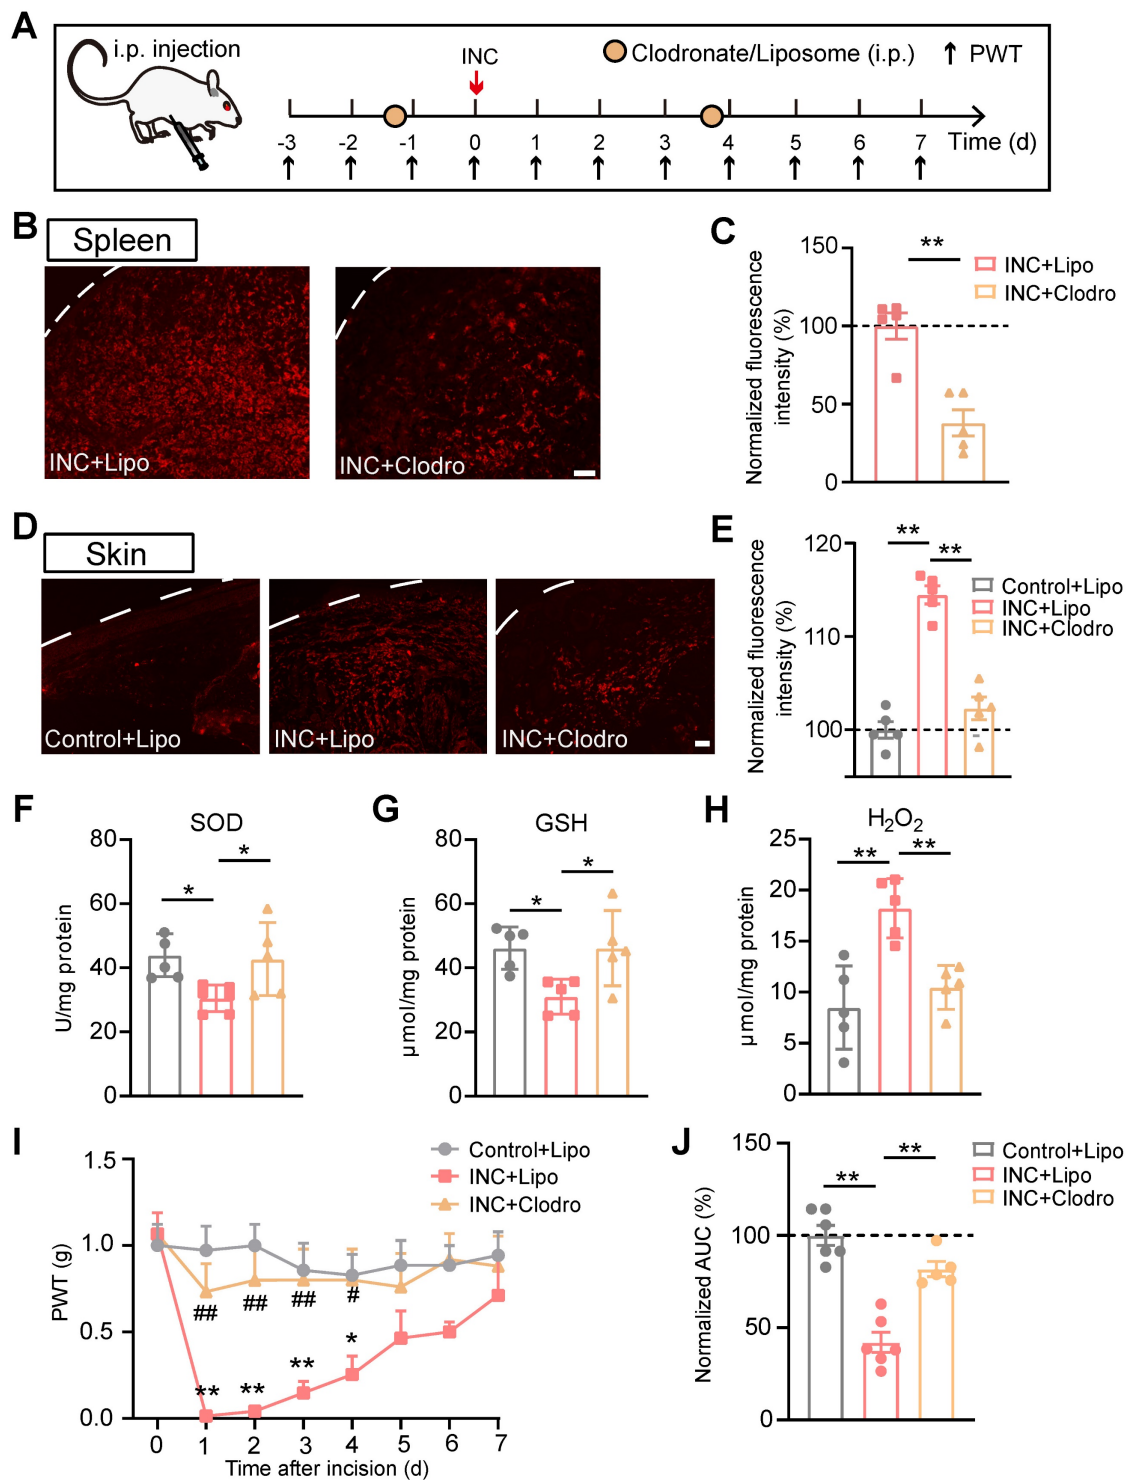 A
i.p. injection
INC
Clodronate/Liposome (i.p.)
PWT
-3 -2 -1 0 1 2 3 4 5 6 7 Time (d)
B
Spleen
INC+Lipo
INC+Clodro
C
Normalized fluorescence
intensity (%)
150
100
50
0
**
INC+Lipo
INC+Clodro
D
Skin
Control+Lipo
INC+Lipo
INC+Clodro
E
Normalized fluorescence
intensity (%)
120
110
100
**
**
Control+Lipo
INC+Lipo
INC+Clodro
F
SOD
U/mg protein
80
60
40
20
0
*
*
G
GSH
µmol/mg protein
80
60
40
20
0
*
*
H
H₂O₂
µmol/mg protein
25
20
15
10
5
0
**
**
I
Control+Lipo
INC+Lipo
INC+Clodro
PWT (g)
1.5
1.0
0.5
0.0
## ## ## #
** ** ** *
0 1 2 3 4 5 6 7
Time after incision (d)
J
Normalized AUC (%)
150
100
50
0
**
**
Control+Lipo
INC+Lipo
INC+Clodro